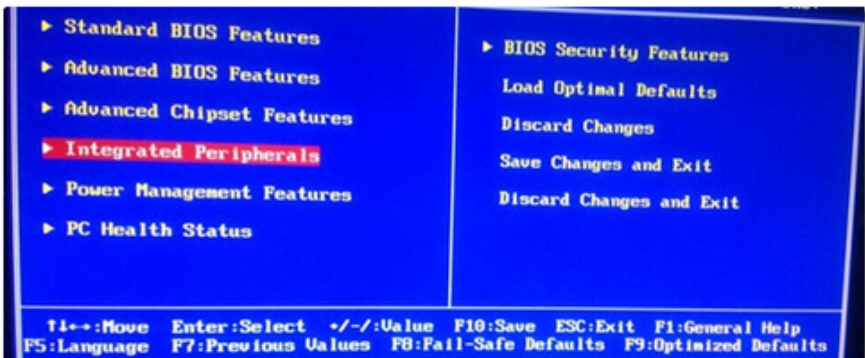 ► Standard BIOS Features
► Advanced BIOS Features
► Advanced Chipset Features
► Integrated Peripherals
► Power Management Features
► PC Health Status
► BIOS Security Features
Load Optimal Defaults
Discard Changes
Save Changes and Exit
Discard Changes and Exit
↑↓←→:Move Enter:Select +/-/:Value F10:Save ESC:Exit F1:General Help
F5:Language F7:Previous Values F8:Fail-Safe Defaults F9:Optimized Defaults